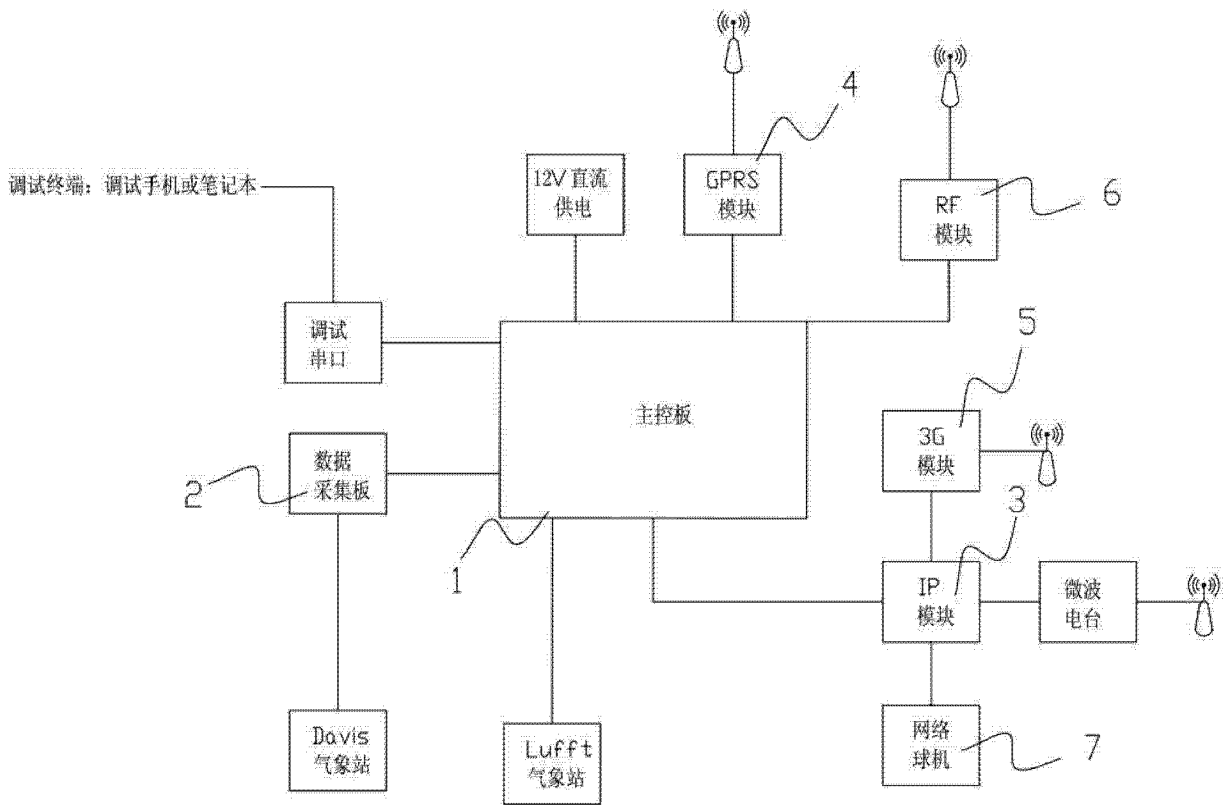 4
12V直流
供电
GPRS
模块
调试终端：调试手机或笔记本
RF
模块
6
调试
串口
5
主控板
3G
模块
数据
采集板
2
3
1
IP
模块
微波
电台
Davis
气象站
Lufft
气象站
网络
球机
7